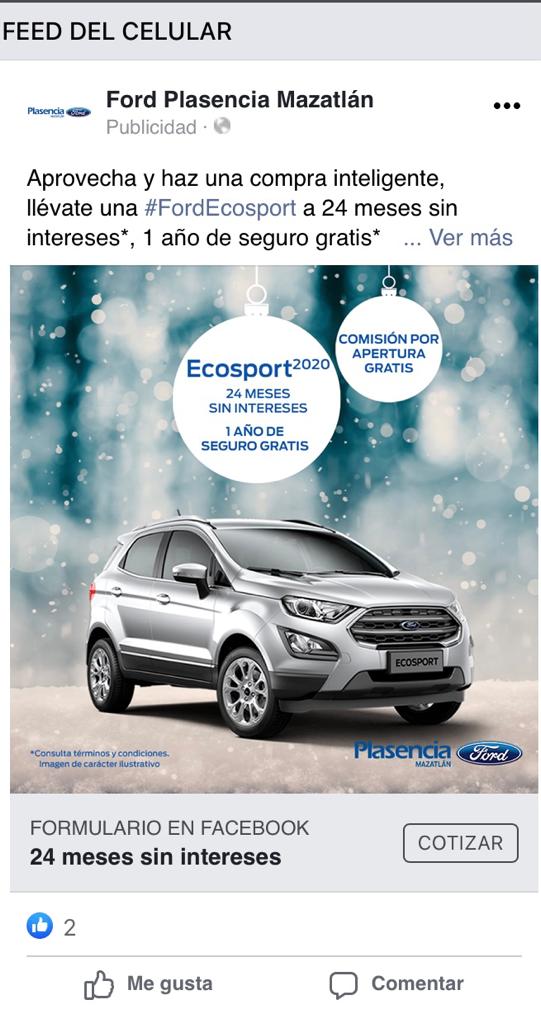 FEED DEL CELULAR
Plasencia Ford
MAZATLÁN
Ford Plasencia Mazatlán
Publicidad ·
Aprovecha y haz una compra inteligente,
llévate una #FordEcosport a 24 meses sin
intereses*, 1 año de seguro gratis* ... Ver más
Ecosport2020
24 MESES
SIN INTERESES
1 AÑO DE
SEGURO GRATIS
COMISIÓN POR
APERTURA
GRATIS
Ford
ECOSPORT
*Consulta términos y condiciones.
Imagen de carácter ilustrativo
Plasencia Ford
MAZATLÁN
FORMULARIO EN FACEBOOK
24 meses sin intereses
COTIZAR
2
Me gusta
Comentar